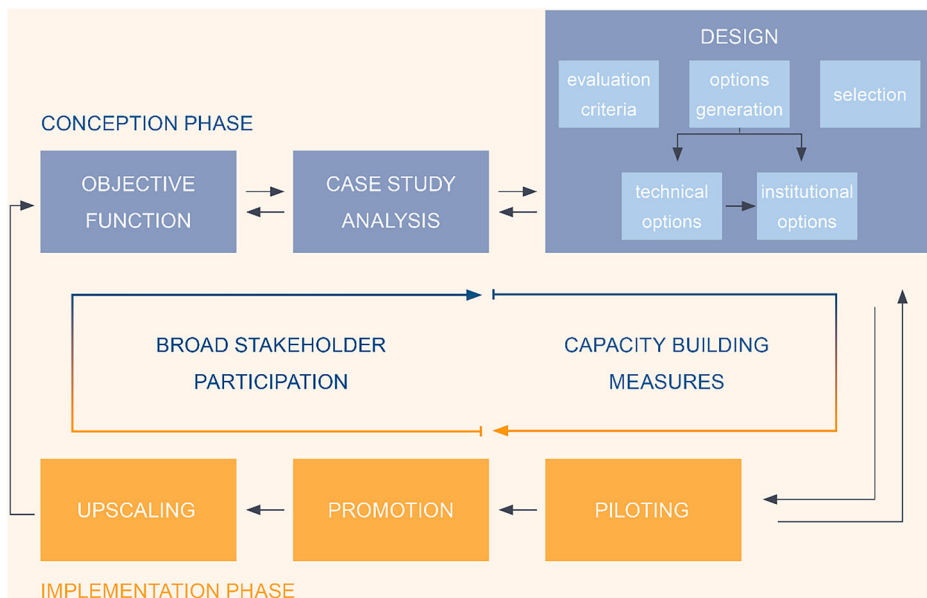 DESIGN
evaluation
criteria
options
generation
selection
technical
options
institutional
options
CONCEPTION PHASE
OBJECTIVE
FUNCTION
CASE STUDY
ANALYSIS
BROAD STAKEHOLDER
PARTICIPATION
CAPACITY BUILDING
MEASURES
UPSCALING
PROMOTION
PILOTING
IMPLEMENTATION PHASE